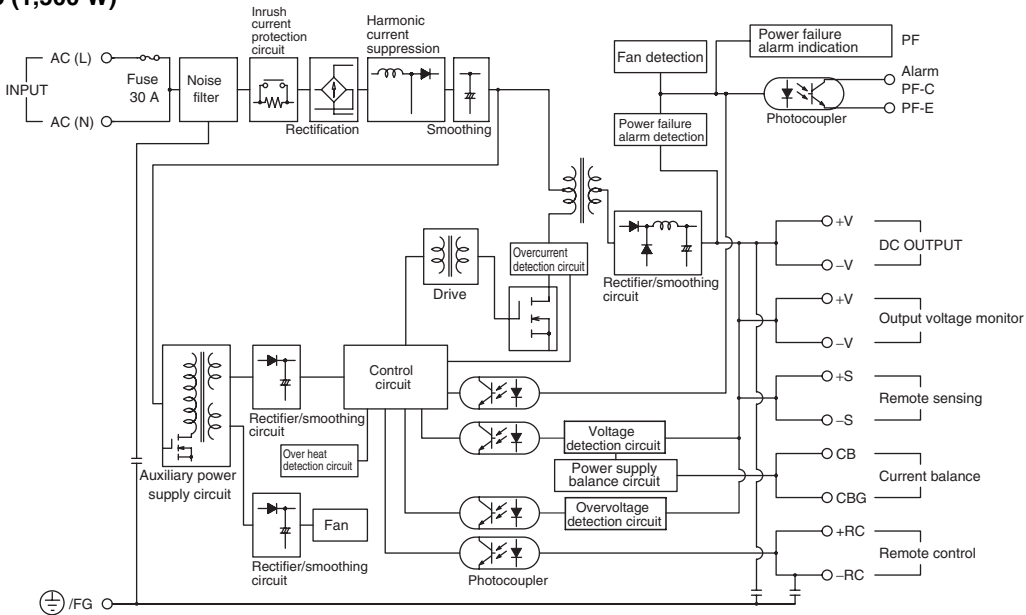 (1,500 W)
INPUT
AC (L)
AC (N)
Fuse
30 A
Noise
filter
Inrush
current
protection
circuit
Rectification
Harmonic
current
suppression
Smoothing
Fan detection
Power failure
alarm indication
PF
Alarm
PF-C
PF-E
Photocoupler
Power failure
alarm detection
Overcurrent
detection circuit
Rectifier/smoothing
circuit
Drive
+V
DC OUTPUT
−V
+V
Output voltage monitor
−V
Control
circuit
+S
Remote sensing
−S
Rectifier/smoothing
circuit
Over heat
detection circuit
Auxiliary power
supply circuit
Voltage
detection circuit
Power supply
balance circuit
CB
Current balance
CBG
Fan
Rectifier/smoothing
circuit
Overvoltage
detection circuit
Photocoupler
+RC
Remote control
−RC
/FG